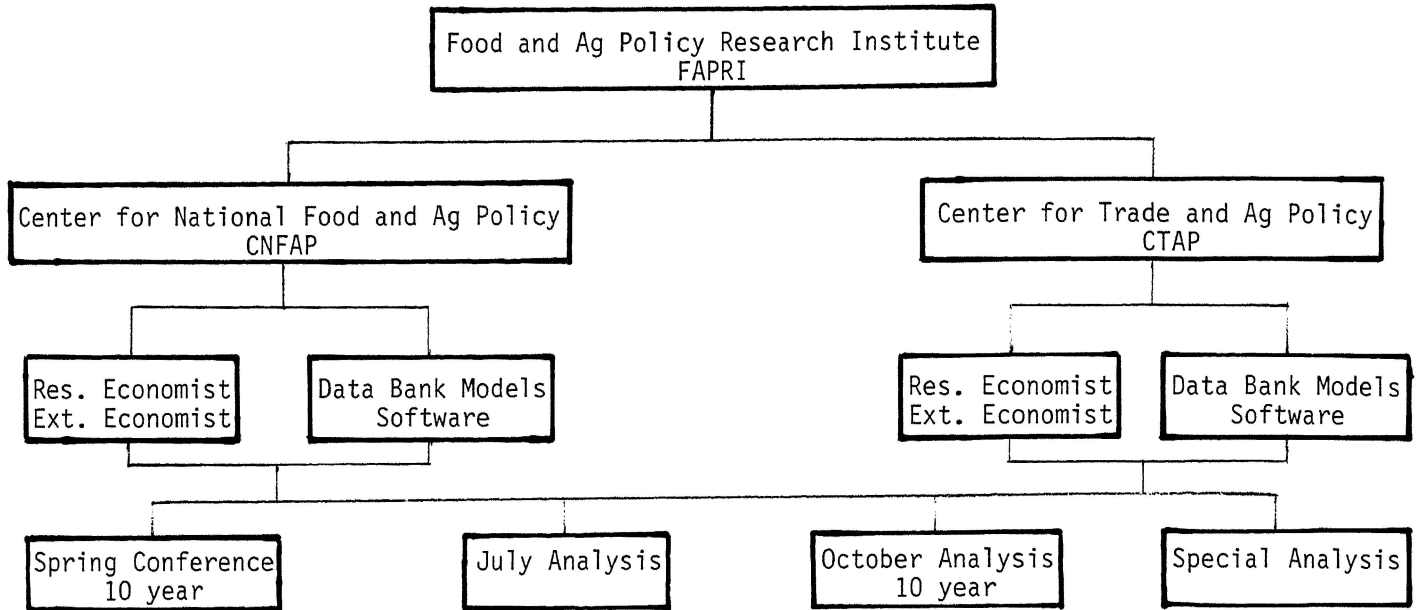 Food and Ag Policy Research Institute
FAPRI
Center for National Food and Ag Policy
CNFAP
Center for Trade and Ag Policy
CTAP
Res. Economist
Ext. Economist
Data Bank Models
Software
Res. Economist
Ext. Economist
Data Bank Models
Software
Spring Conference
10 year
July Analysis
October Analysis
10 year
Special Analysis